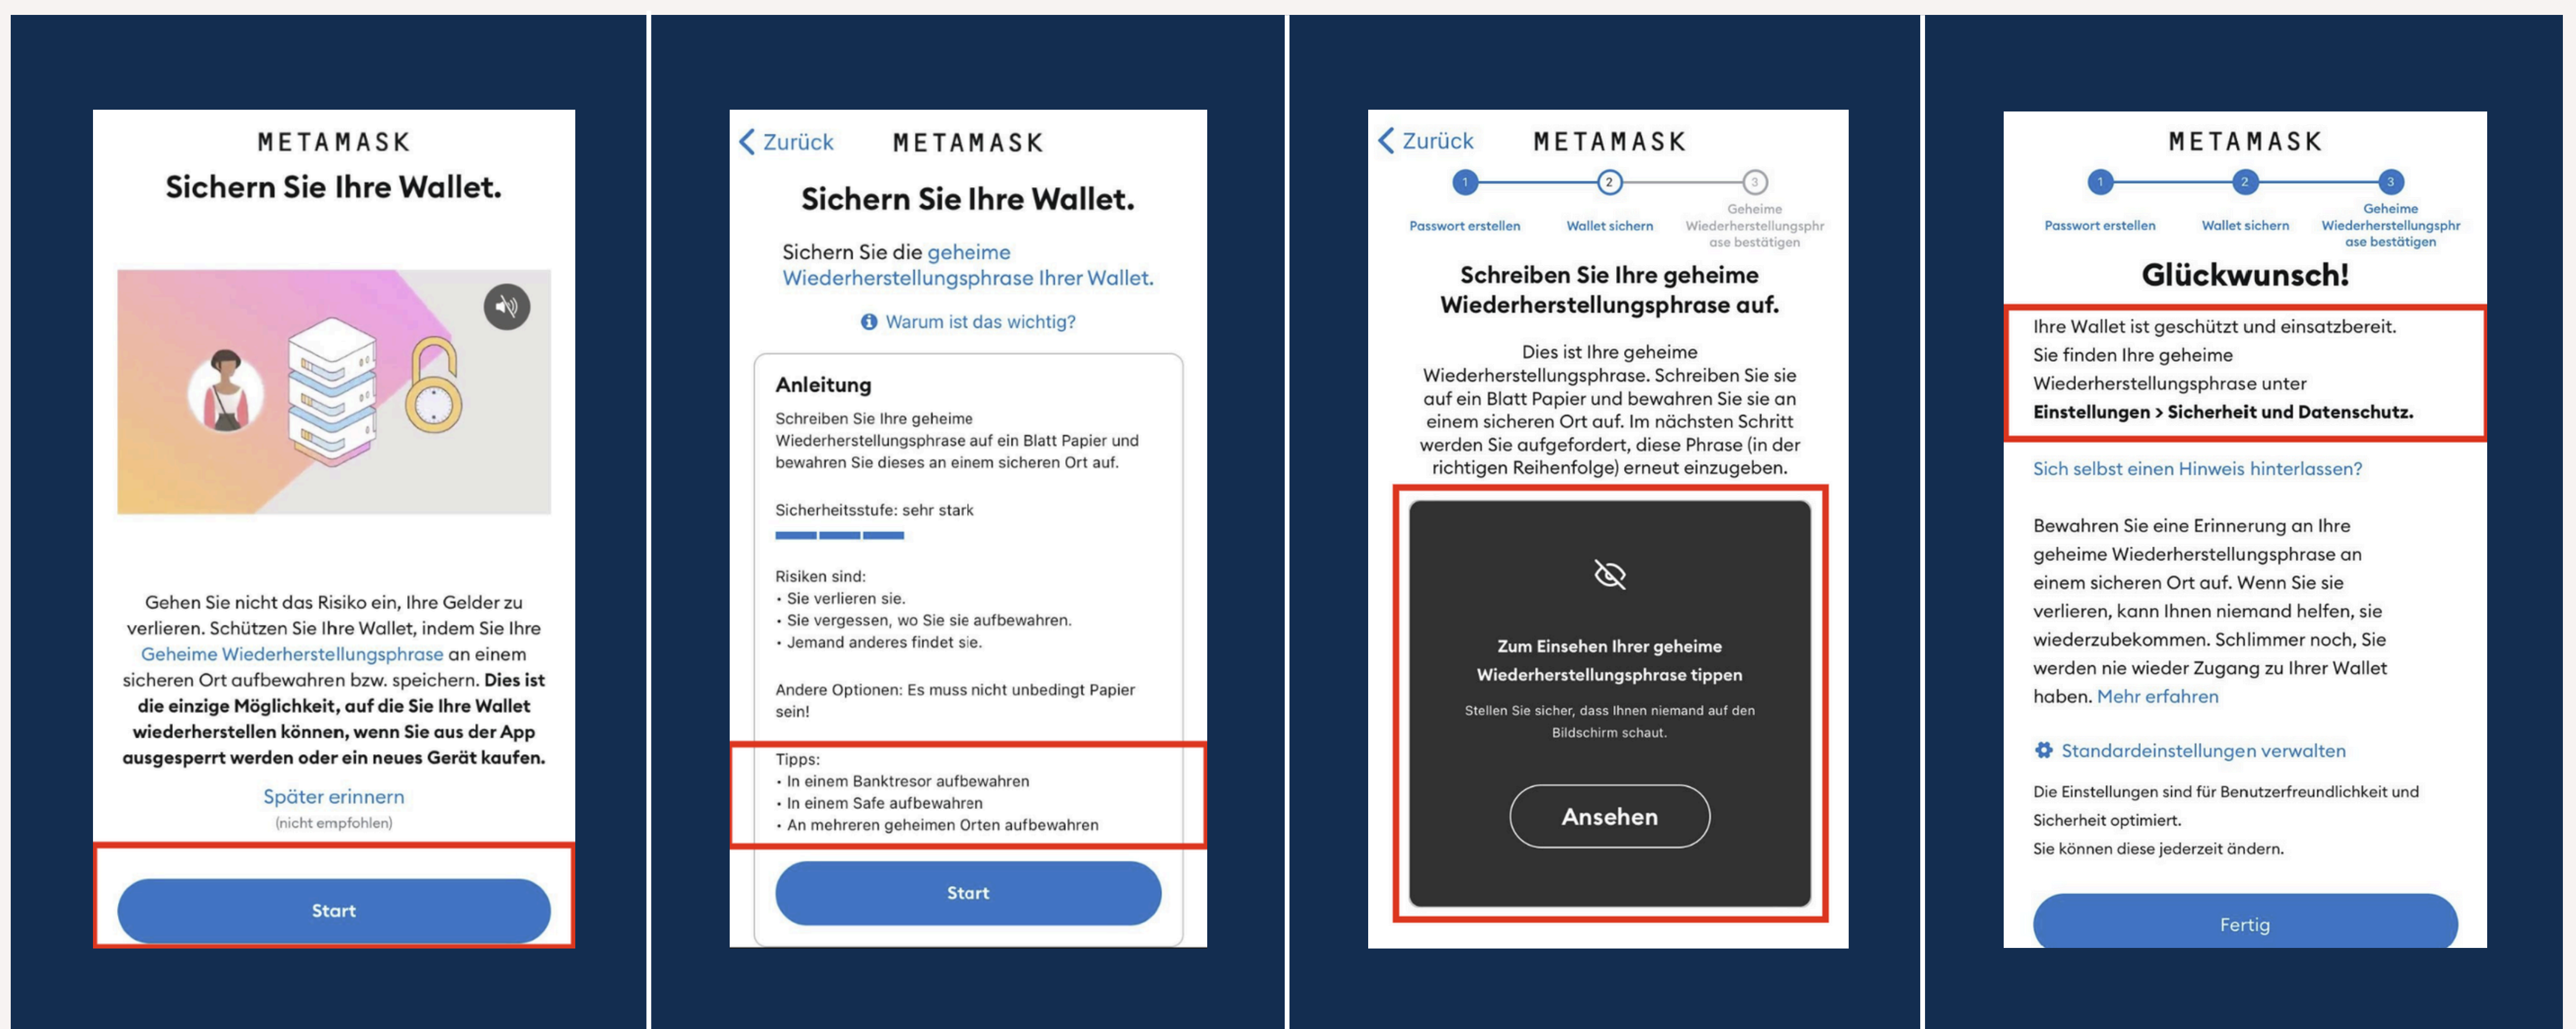 METAMASK
Sichern Sie Ihre Wallet.
Gehen Sie nicht das Risiko ein, Ihre Gelder zu
verlieren. Schützen Sie Ihre Wallet, indem Sie Ihre
Geheime Wiederherstellungsphrase an einem
sicheren Ort aufbewahren bzw. speichern. Dies ist
die einzige Möglichkeit, auf die Sie Ihre Wallet
wiederherstellen können, wenn Sie aus der App
ausgesperrt werden oder ein neues Gerät kaufen.
Später erinnern
(nicht empfohlen)
Start
Zurück
METAMASK
Sichern Sie Ihre Wallet.
Sichern Sie die geheime
Wiederherstellungsphrase Ihrer Wallet.
Warum ist das wichtig?
Anleitung
Schreiben Sie Ihre geheime
Wiederherstellungsphrase auf ein Blatt Papier und
bewahren Sie dieses an einem sicheren Ort auf.
Sicherheitsstufe: sehr stark
Risiken sind:
• Sie verlieren sie.
• Sie vergessen, wo Sie sie aufbewahren.
• Jemand anderes findet sie.
Andere Optionen: Es muss nicht unbedingt Papier
sein!
Tipps:
• In einem Banktresor aufbewahren
• In einem Safe aufbewahren
• An mehreren geheimen Orten aufbewahren
Start
Zurück
METAMASK
1 2 3
Passwort erstellen
Wallet sichern
Geheime
Wiederherstellungsphr
ase bestätigen
Schreiben Sie Ihre geheime
Wiederherstellungsphrase auf.
Dies ist Ihre geheime
Wiederherstellungsphrase. Schreiben Sie sie
auf ein Blatt Papier und bewahren Sie sie an
einem sicheren Ort auf. Im nächsten Schritt
werden Sie aufgefordert, diese Phrase (in der
richtigen Reihenfolge) erneut einzugeben.
Zum Einsehen Ihrer geheime
Wiederherstellungsphrase tippen
Stellen Sie sicher, dass Ihnen niemand auf den
Bildschirm schaut.
Ansehen
METAMASK
1 2 3
Passwort erstellen
Wallet sichern
Geheime
Wiederherstellungsphr
ase bestätigen
Glückwunsch!
Ihre Wallet ist geschützt und einsatzbereit.
Sie finden Ihre geheime
Wiederherstellungsphrase unter
Einstellungen > Sicherheit und Datenschutz.
Sich selbst einen Hinweis hinterlassen?
Bewahren Sie eine Erinnerung an Ihre
geheime Wiederherstellungsphrase an
einem sicheren Ort auf. Wenn Sie sie
verlieren, kann Ihnen niemand helfen, sie
wiederzubekommen. Schlimmer noch, Sie
werden nie wieder Zugang zu Ihrer Wallet
haben. Mehr erfahren
Standardeinstellungen verwalten
Die Einstellungen sind für Benutzerfreundlichkeit und
Sicherheit optimiert.
Sie können diese jederzeit ändern.
Fertig